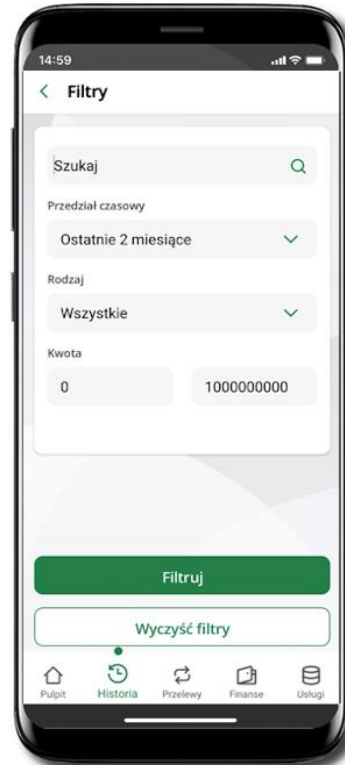 14:59
Filtry
Szukaj
Przedział czasowy
Ostatnie 2 miesiące
Rodzaj
Wszystkie
Kwota
0 1000000000
Filtruj
Wyczyść filtry
Pulpit Historia Przelewy Finanse Usługi